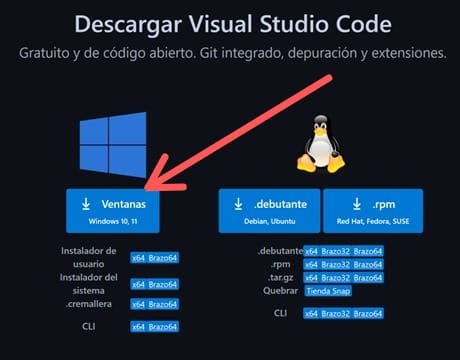 Descargar Visual Studio Code
Gratuito y de código abierto. Git integrado, depuración y extensiones.
Ventanas
Windows 10, 11
Instalador de usuario x64 Brazo64
Instalador del sistema x64 Brazo64
.cremallera x64 Brazo64
CLI x64 Brazo64
.debutante
Debian, Ubuntu
.rpm
Red Hat, Fedora, SUSE
.debutante x64 Brazo32 Brazo64
.rpm x64 Brazo32 Brazo64
.tar.gz x64 Brazo32 Brazo64
Quebrar Tienda Snap
CLI x64 Brazo32 Brazo64